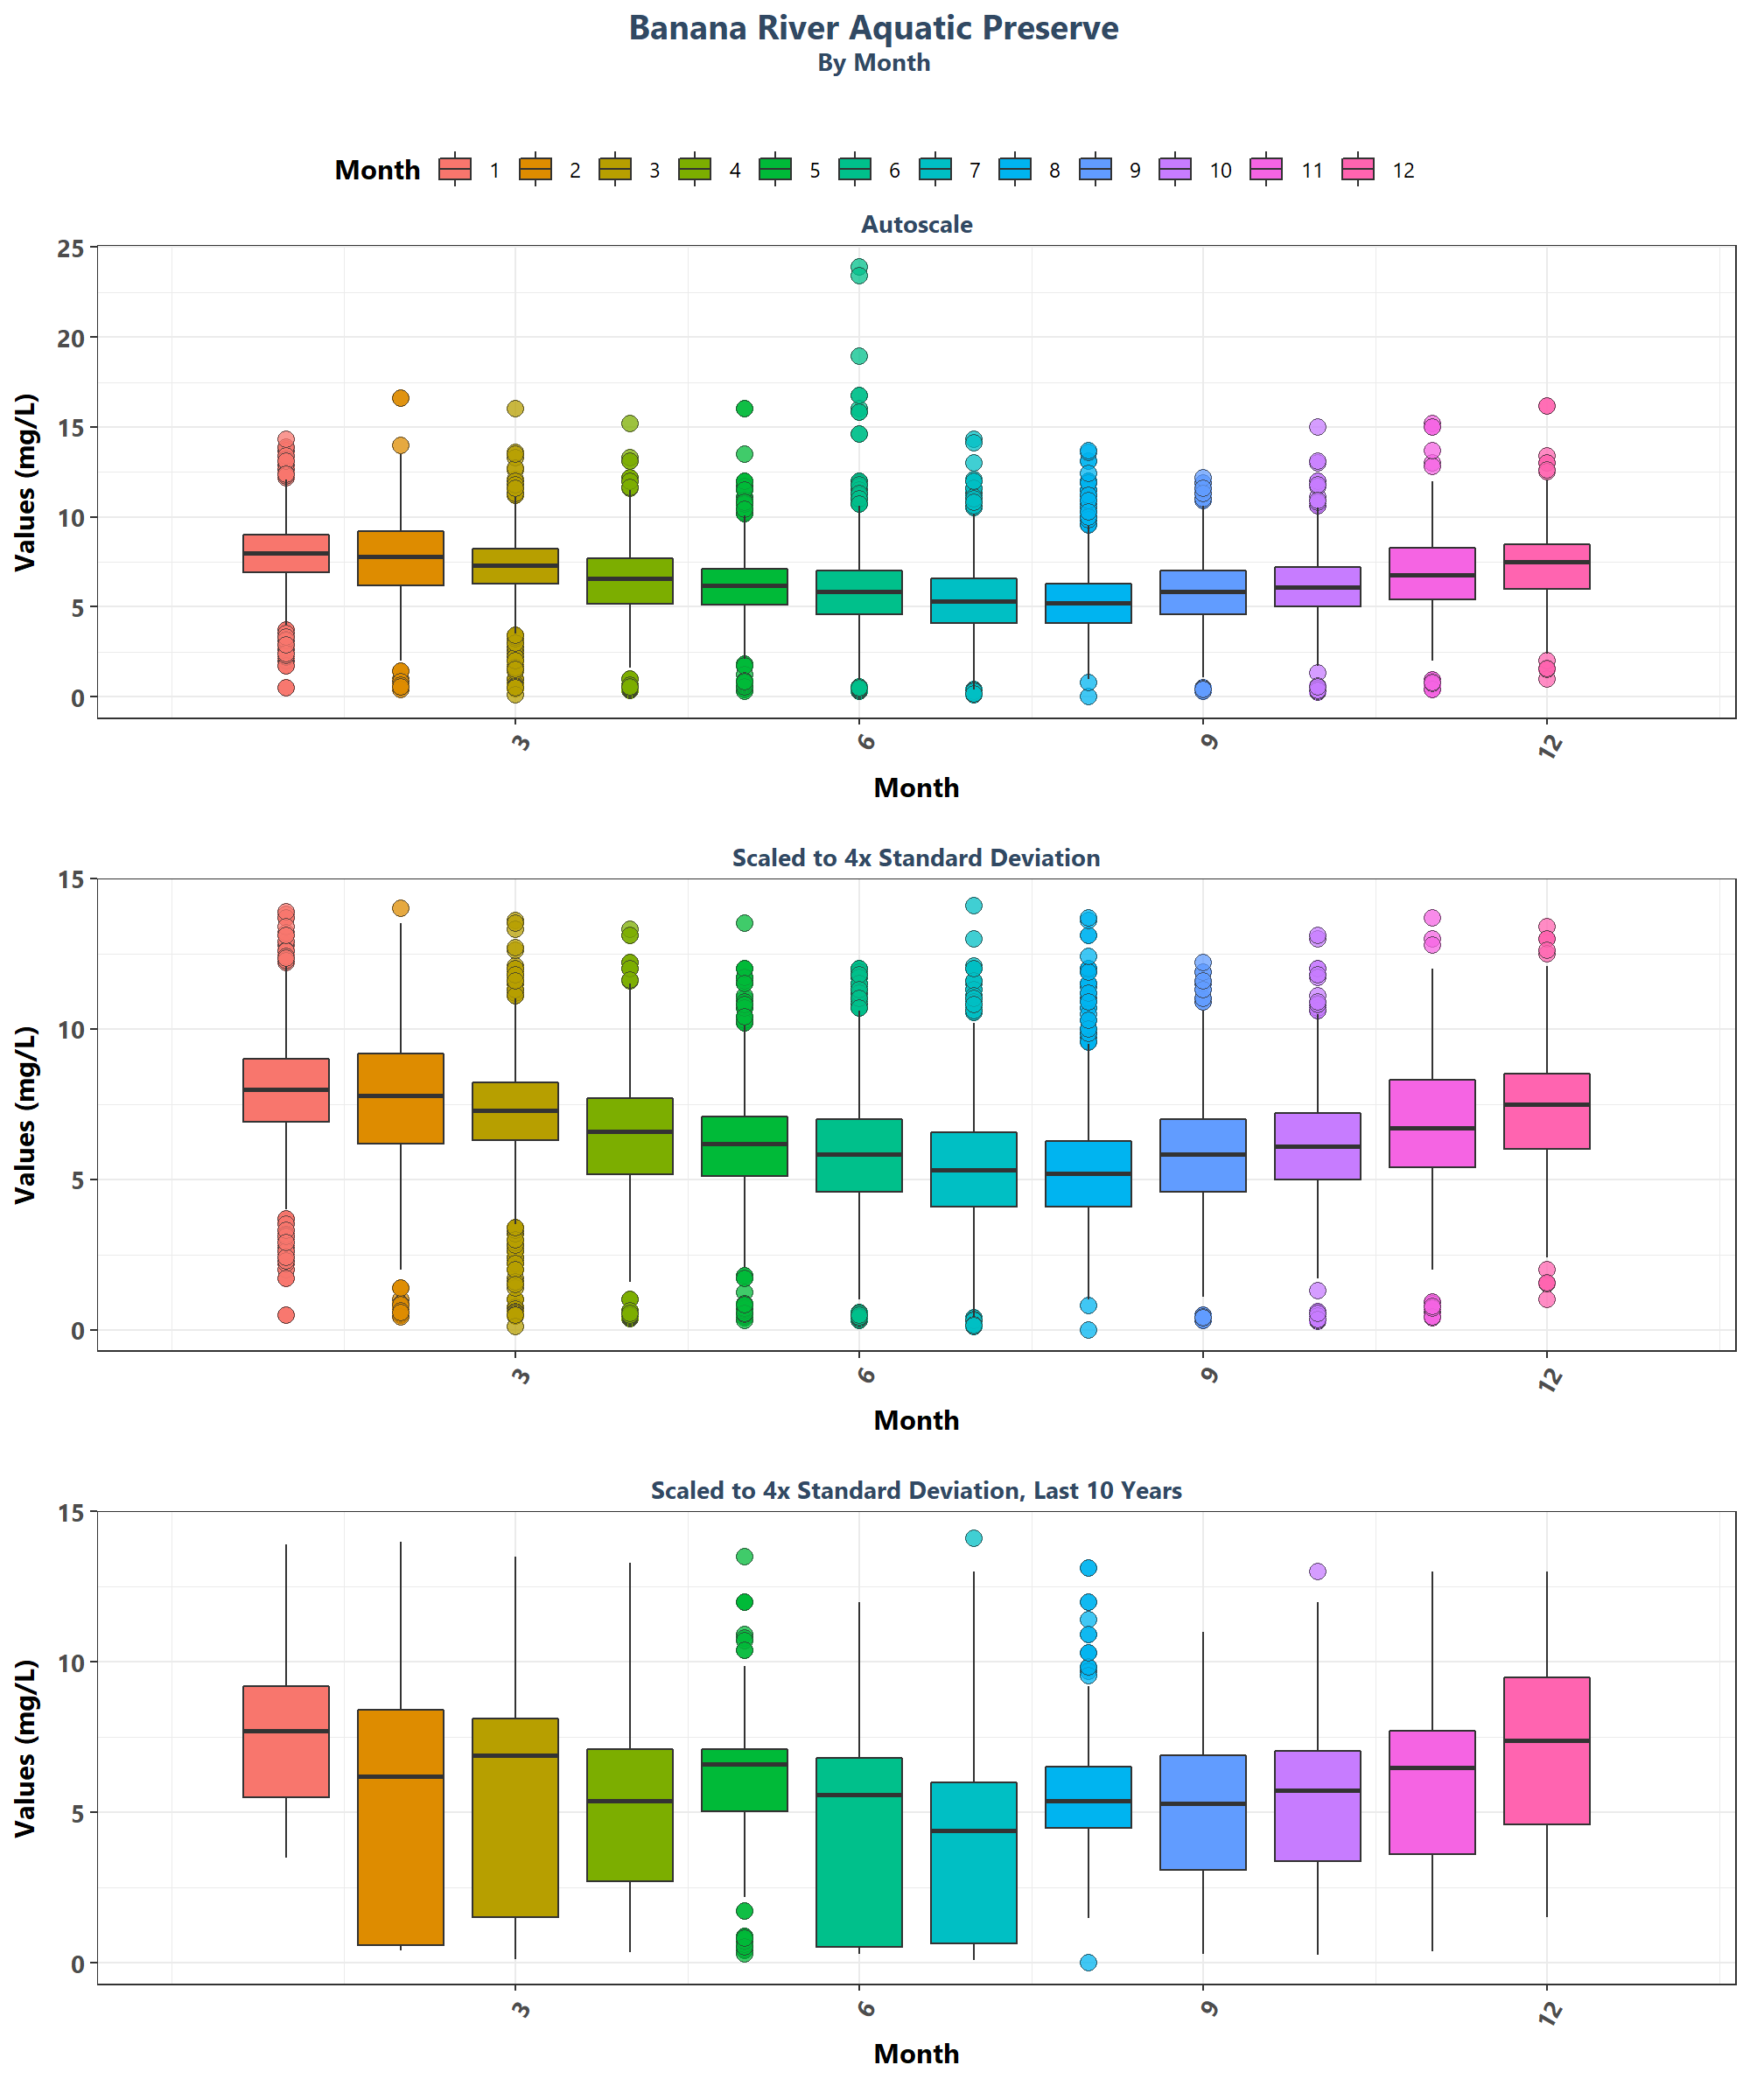 Banana River Aquatic Preserve
By Month
Month 1 2 3 4 5 6 7 8 9 10 11 12
Autoscale
Values (mg/L)
25
20
15
10
5
0
3 6 9 12
Month
Scaled to 4x Standard Deviation
Values (mg/L)
15
10
5
0
3 6 9 12
Month
Scaled to 4x Standard Deviation, Last 10 Years
Values (mg/L)
15
10
5
0
3 6 9 12
Month